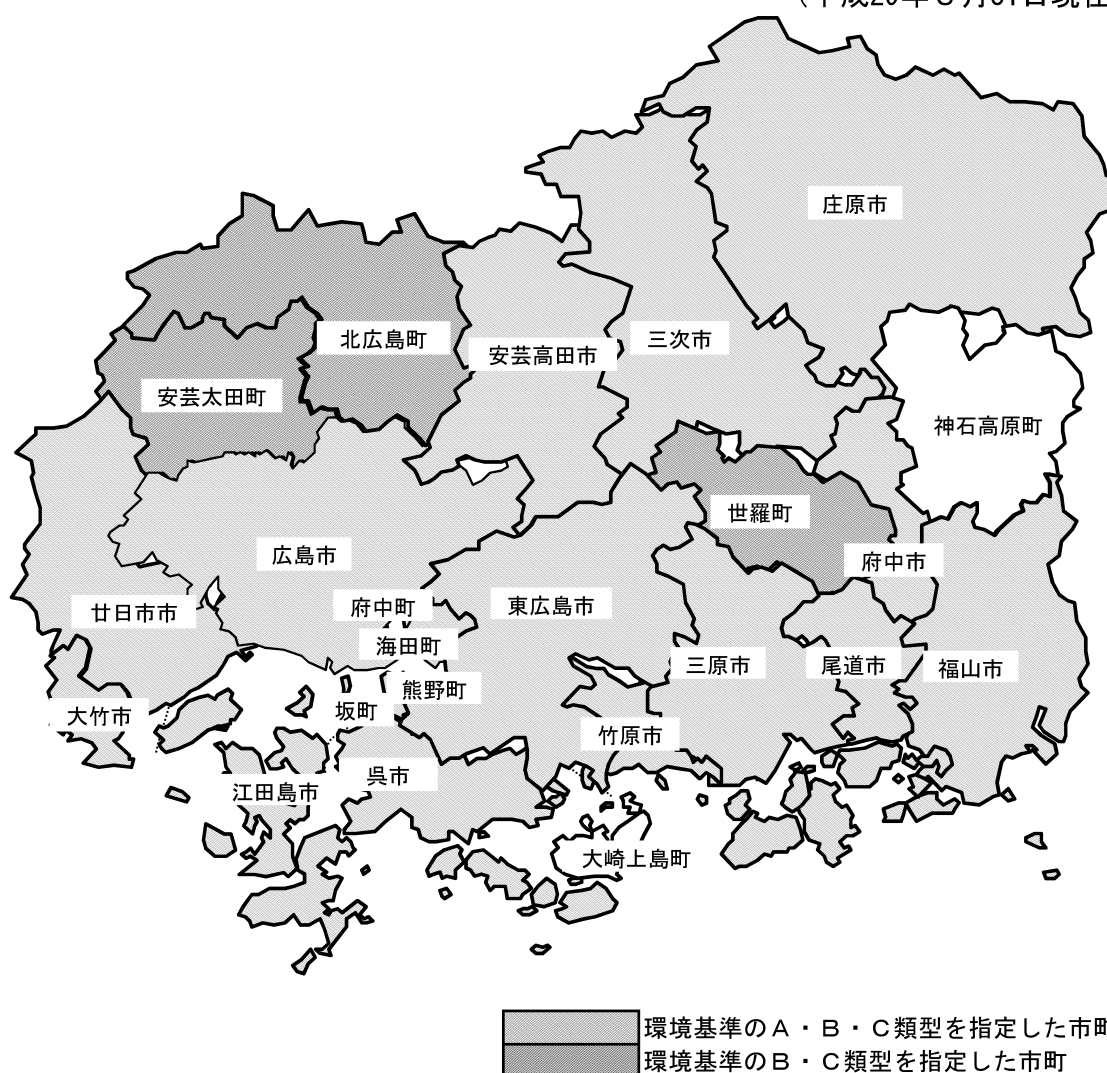 庄原市
北広島町
三次市
安芸高田市
安芸太田町
神石高原町
世羅町
広島市
府中市
廿日市市
府中町
東広島市
海田町
三原市
尾道市
福山市
熊野町
大竹市
坂町
竹原市
呉市
江田島市
大崎上島町
環境基準のA・B・C類型を指定した市町
環境基準のB・C類型を指定した市町